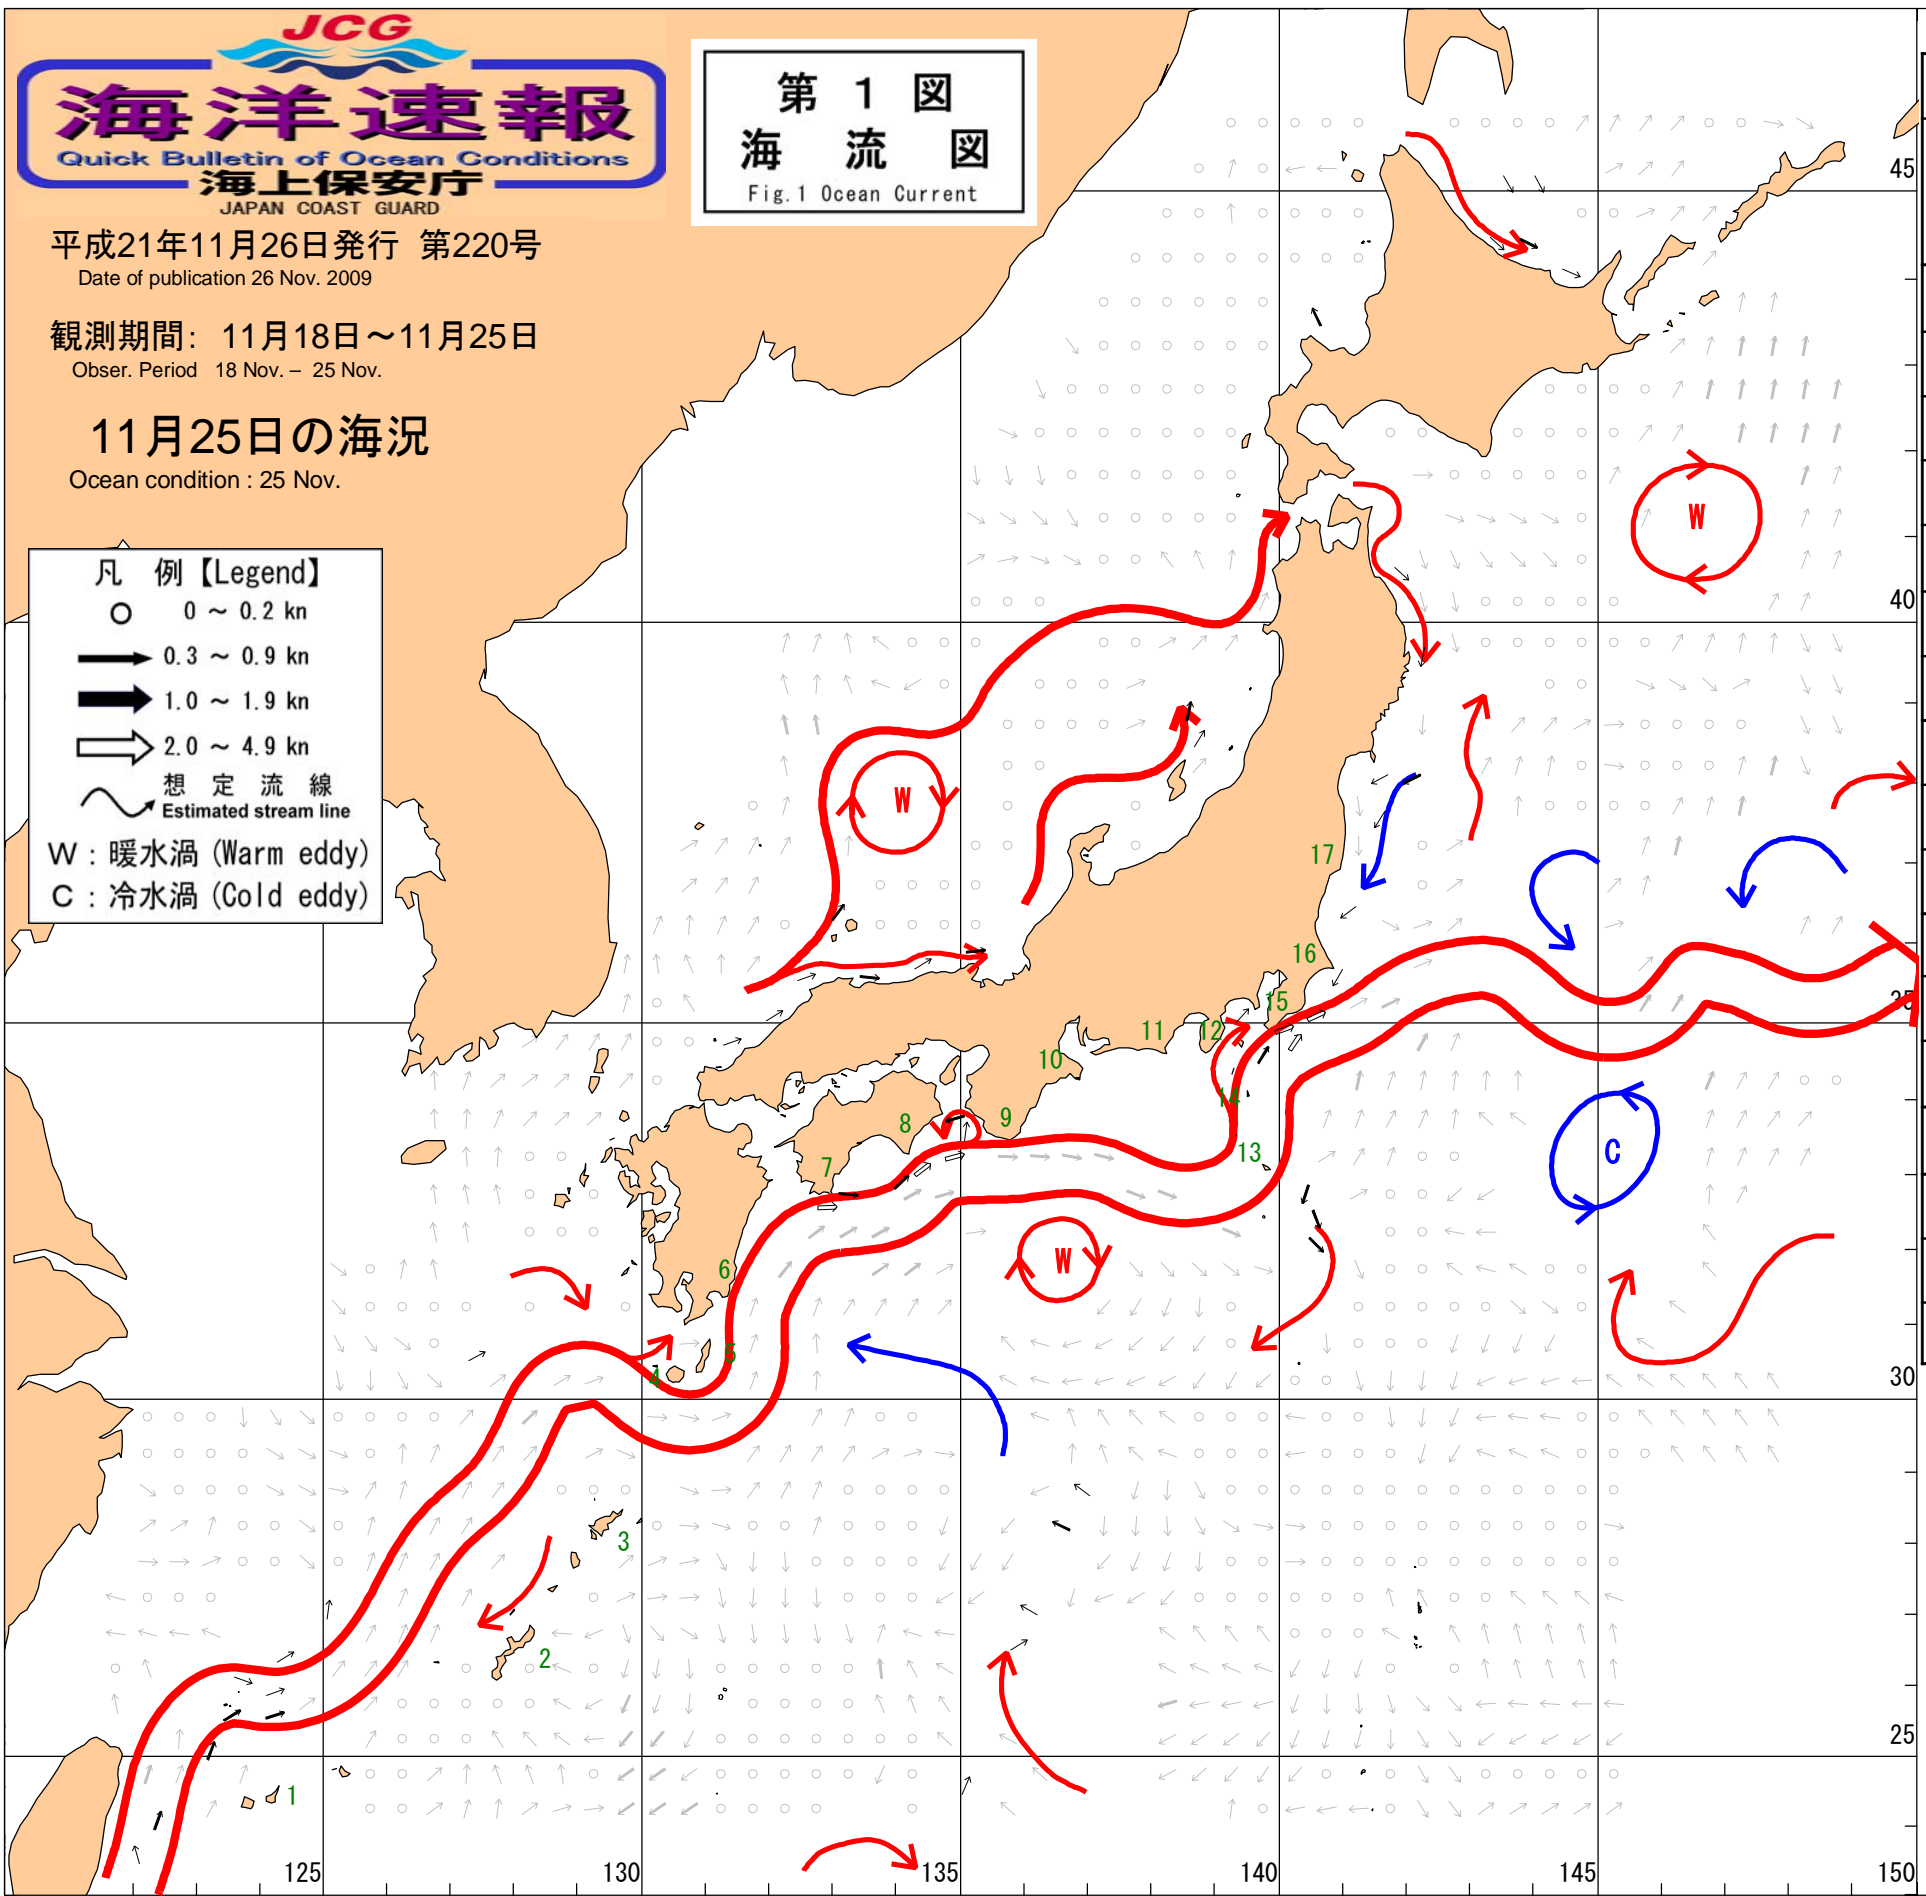 JCG
海洋速報
Quick Bulletin of Ocean Conditions
海上保安庁
JAPAN COAST GUARD
第 1 図
海 流 図
Fig.1 Ocean Current
平成21年11月26日発行 第220号
Date of publication 26 Nov. 2009
観測期間: 11月18日～11月25日
Obser. Period 18 Nov. – 25 Nov.
11月25日の海況
Ocean condition : 25 Nov.
凡 例【Legend】
0 ～ 0.2 kn
0.3 ～ 0.9 kn
1.0 ～ 1.9 kn
2.0 ～ 4.9 kn
想 定 流 線
Estimated stream line
W : 暖水渦 (Warm eddy)
C : 冷水渦 (Cold eddy)
45
W
40
W
17
16
35
15
12
11
10
14
9
8
13
C
7
W
6
5
4
30
3
2
25
1
125
130
135
140
145
150